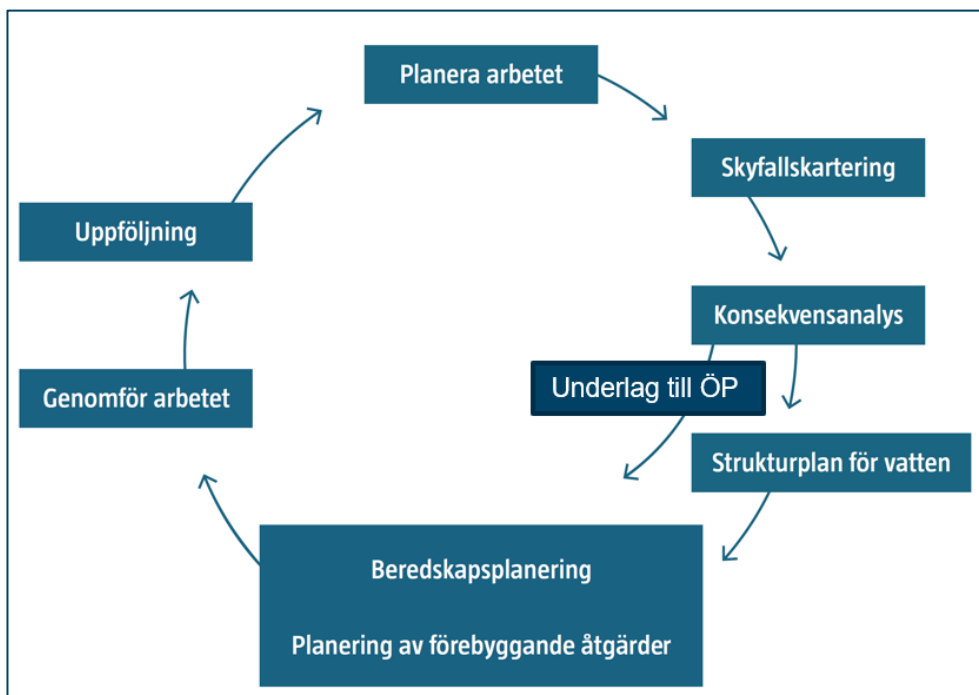 Planera arbetet
Skyfallskartering
Uppföljning
Konsekvensanalys
Underlag till ÖP
Genomför arbetet
Strukturplan för vatten
Beredskapsplanering
Planering av förebyggande åtgärder